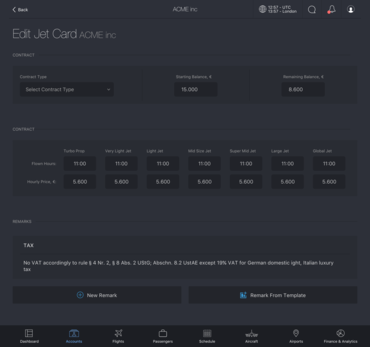 Back
ACME inc
12:57 - UTC
13:57 - London
Edit Jet Card ACME inc
CONTRACT
Contract Type
Starting Balance, €
Remaining Balance, €
Select Contract Type
15.000
8.600
CONTRACT
Turbo Prop
Very Light Jet
Light Jet
Mid Size Jet
Super Mid Jet
Large Jet
Global Jet
Flown Hours
11:00
11:00
11:00
11:00
11:00
11:00
11:00
Hourly Price, €
5.600
5.600
5.600
5.600
5.600
5.600
5.600
REMARKS
TAX
No VAT accordingly to rule § 4 Nr. 2, § 8 Abs. 2 UStG, Abschn. 8.2 UstAE except 19% VAT for German domestic ight, Italian luxury
tax
New Remark
Remark From Template
Dashboard
Accounts
Flights
Passengers
Schedule
Aircraft
Airports
Finance & Analytics